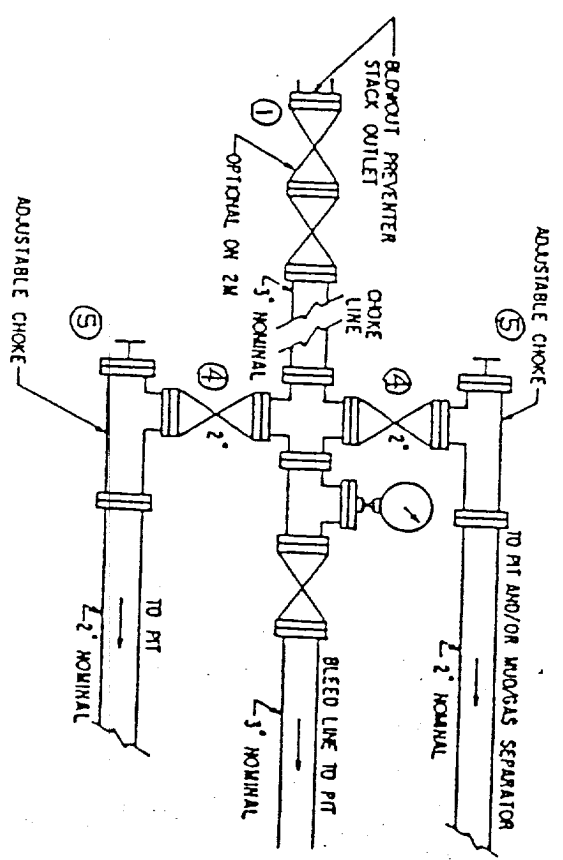 BLOWOUT PREVENTER
STACK OUTLET
①
OPTIONAL ON 2M
3" NOMINAL
CHOKE
LINE
ADJUSTABLE CHOKE
⑤
④
2"
TO PIT AND/OR MUD/GAS SEPARATOR
2" NOMINAL
④
2"
⑤
ADJUSTABLE CHOKE
TO PIT
2" NOMINAL
BLEED LINE TO PIT
3" NOMINAL